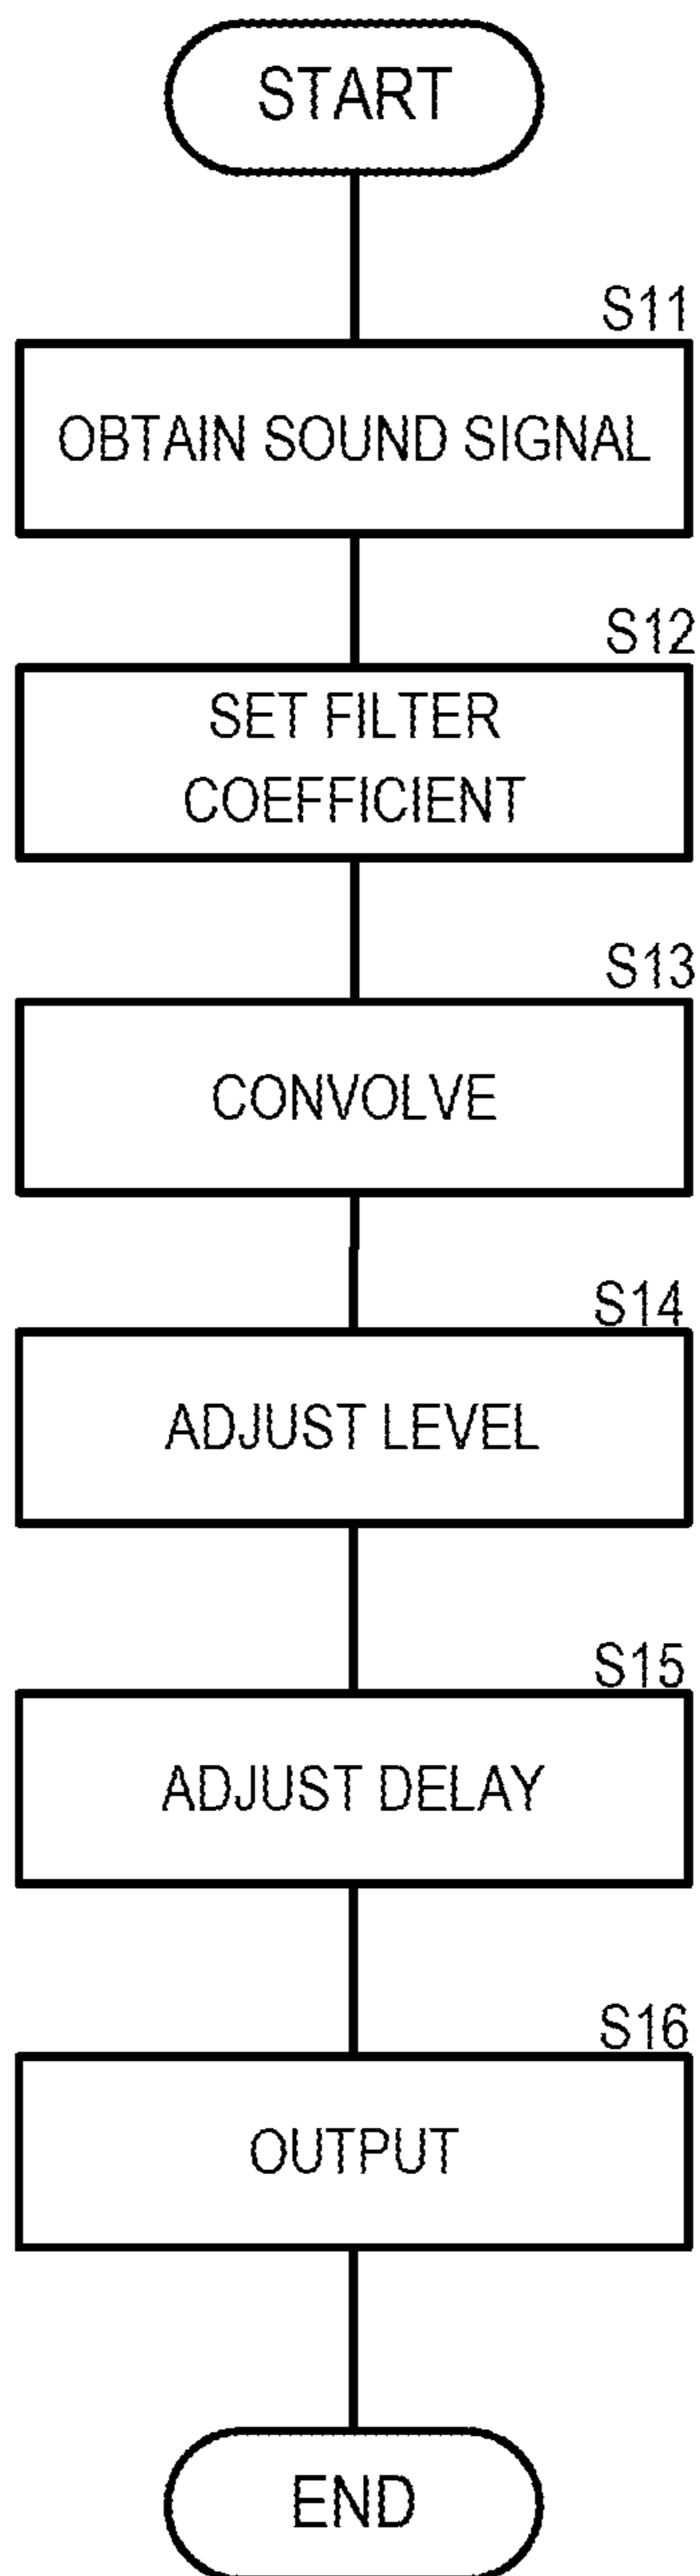 START
S11
OBTAIN SOUND SIGNAL
S12
SET FILTER
COEFFICIENT
S13
CONVOLVE
S14
ADJUST LEVEL
S15
ADJUST DELAY
S16
OUTPUT
END